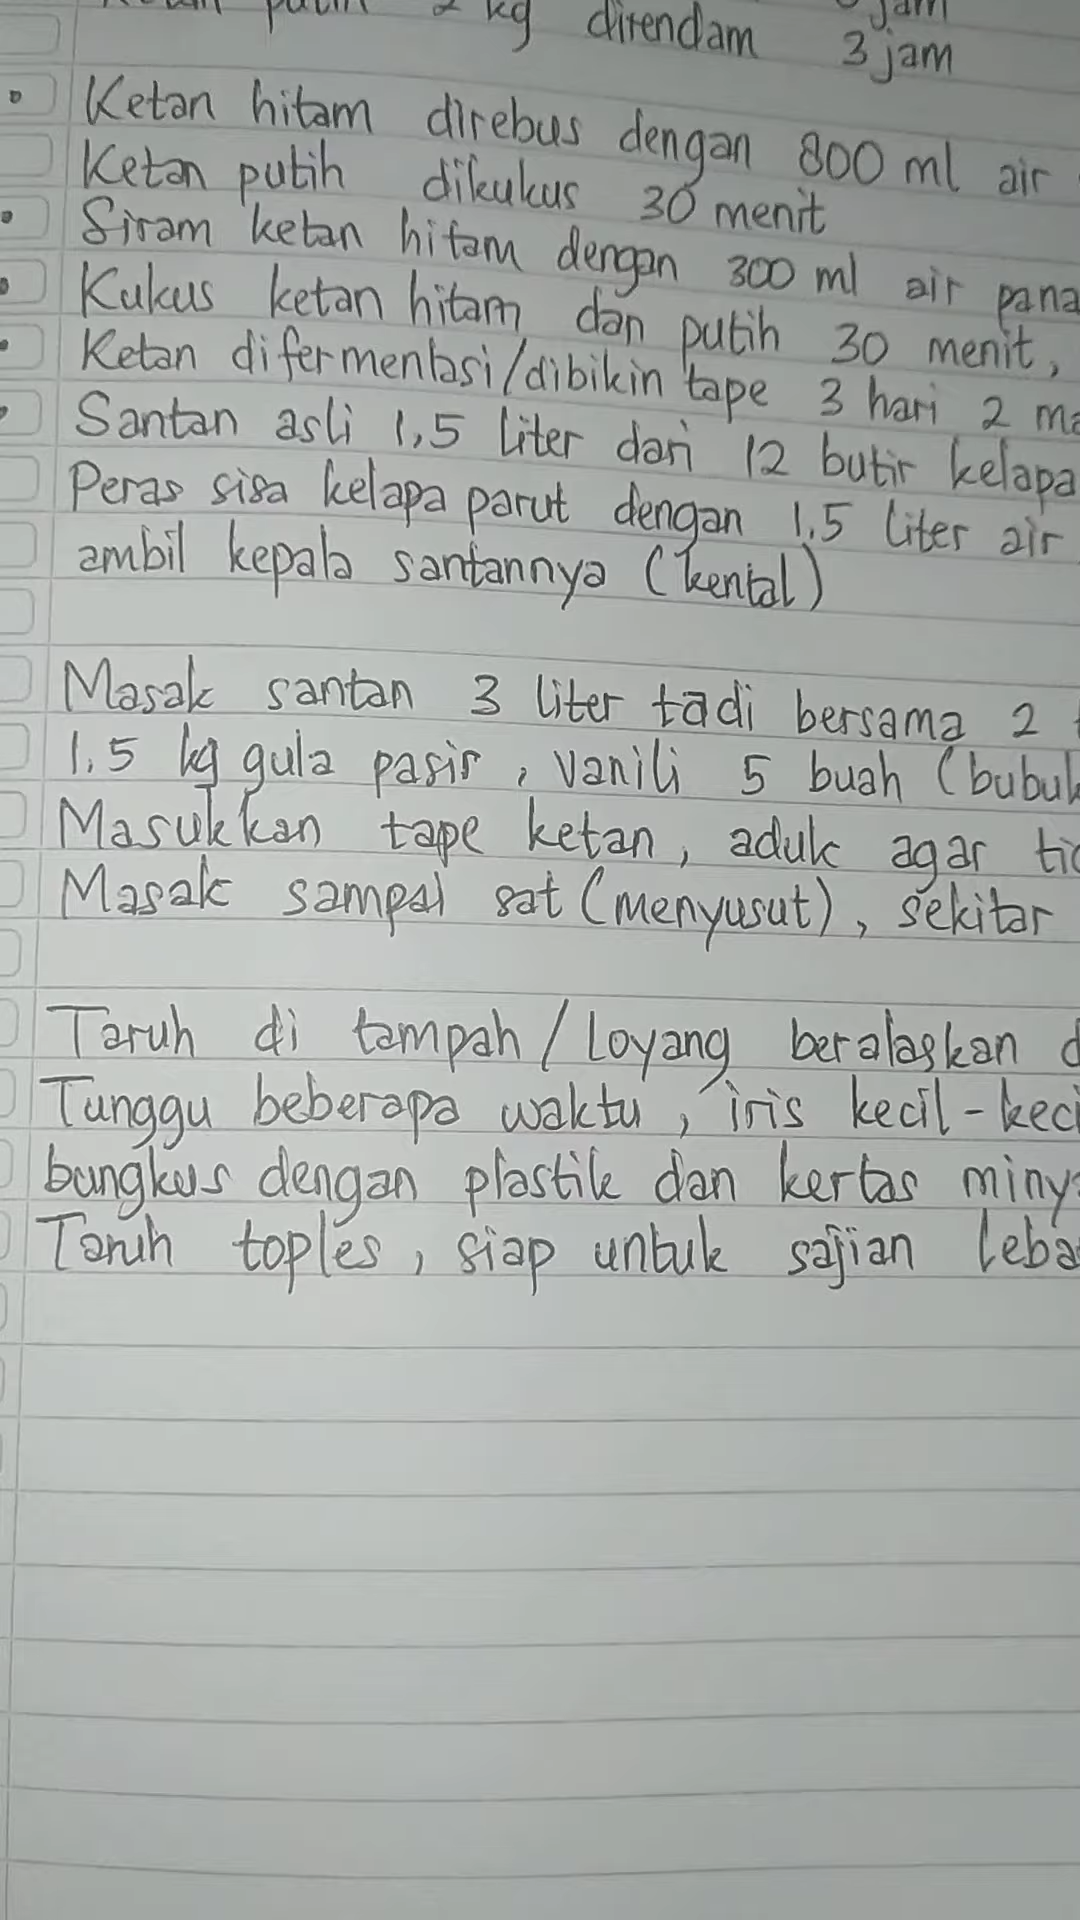 putih 2 kg direndam 3 jam
• Ketan hitam direbus dengan 800 ml air
Ketan putih dikukus 30 menit
• Siram ketan hitam dengan 300 ml air pana
• Kukus ketan hitam dan putih 30 menit,
• Ketan difermentasi/dibikin tape 3 hari 2 ma
• Santan asli 1,5 liter dari 12 butir kelapa
Peras sisa kelapa parut dengan 1,5 liter air
ambil kepala santannya (kental)
Masak santan 3 liter tadi bersama 2
1,5 kg gula pasir, vanili 5 buah (bubuk
Masukkan tape ketan, aduk agar tid
Masak sampai sat (menyusut), sekitar
Taruh di tampah/Loyang beralaskan d
Tunggu beberapa waktu, iris kecil-keci
bungkus dengan plastik dan kertas miny
Taruh toples, siap untuk sajian leba